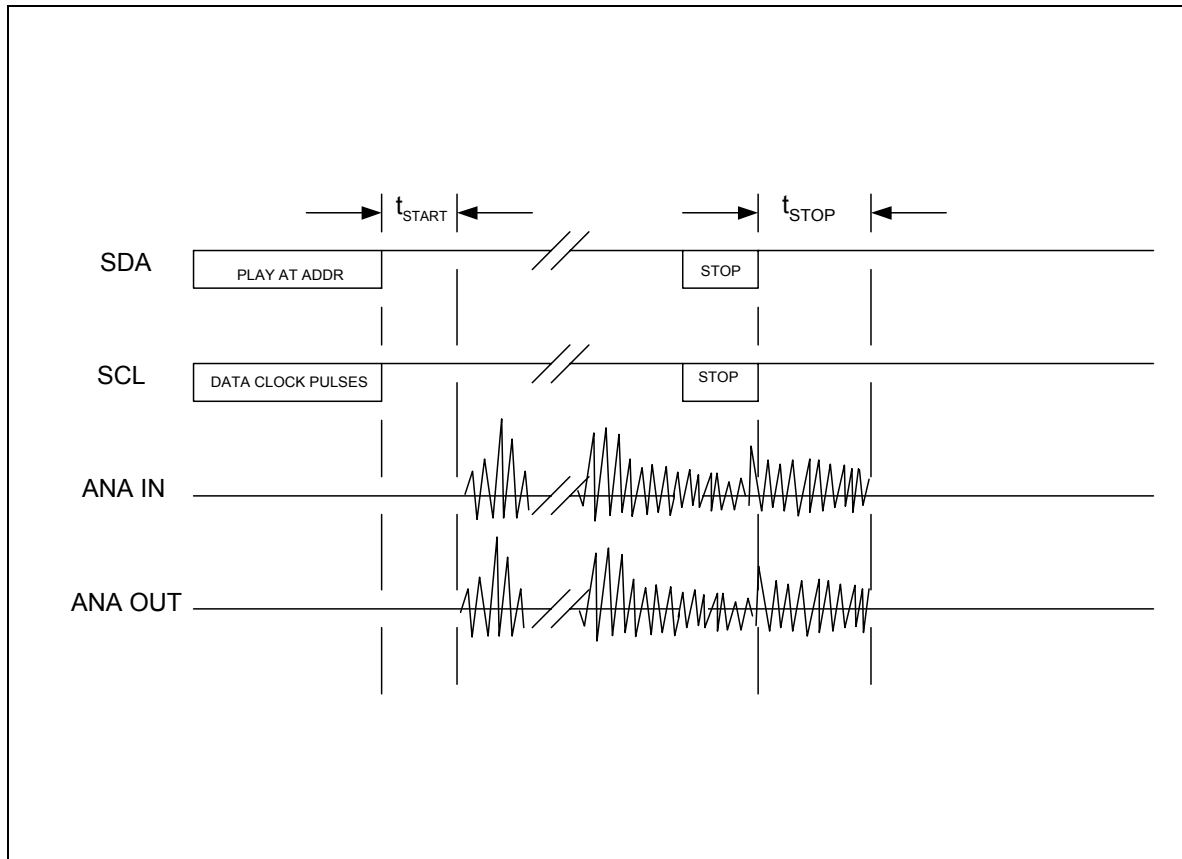 tSTART
tSTOP
SDA
PLAY AT ADDR
STOP
SCL
DATA CLOCK PULSES
STOP
ANA IN
ANA OUT